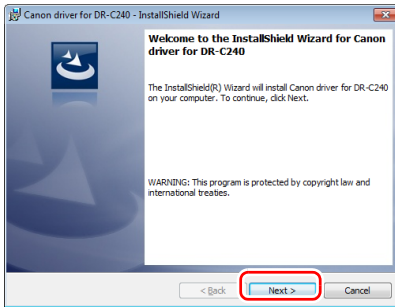 Canon driver for DR-C240 - InstallShield Wizard
Welcome to the InstallShield Wizard for Canon
driver for DR-C240
The InstallShield(R) Wizard will install Canon driver for DR-C240
on your computer. To continue, click Next.
WARNING: This program is protected by copyright law and
international treaties.
< Back
Next >
Cancel